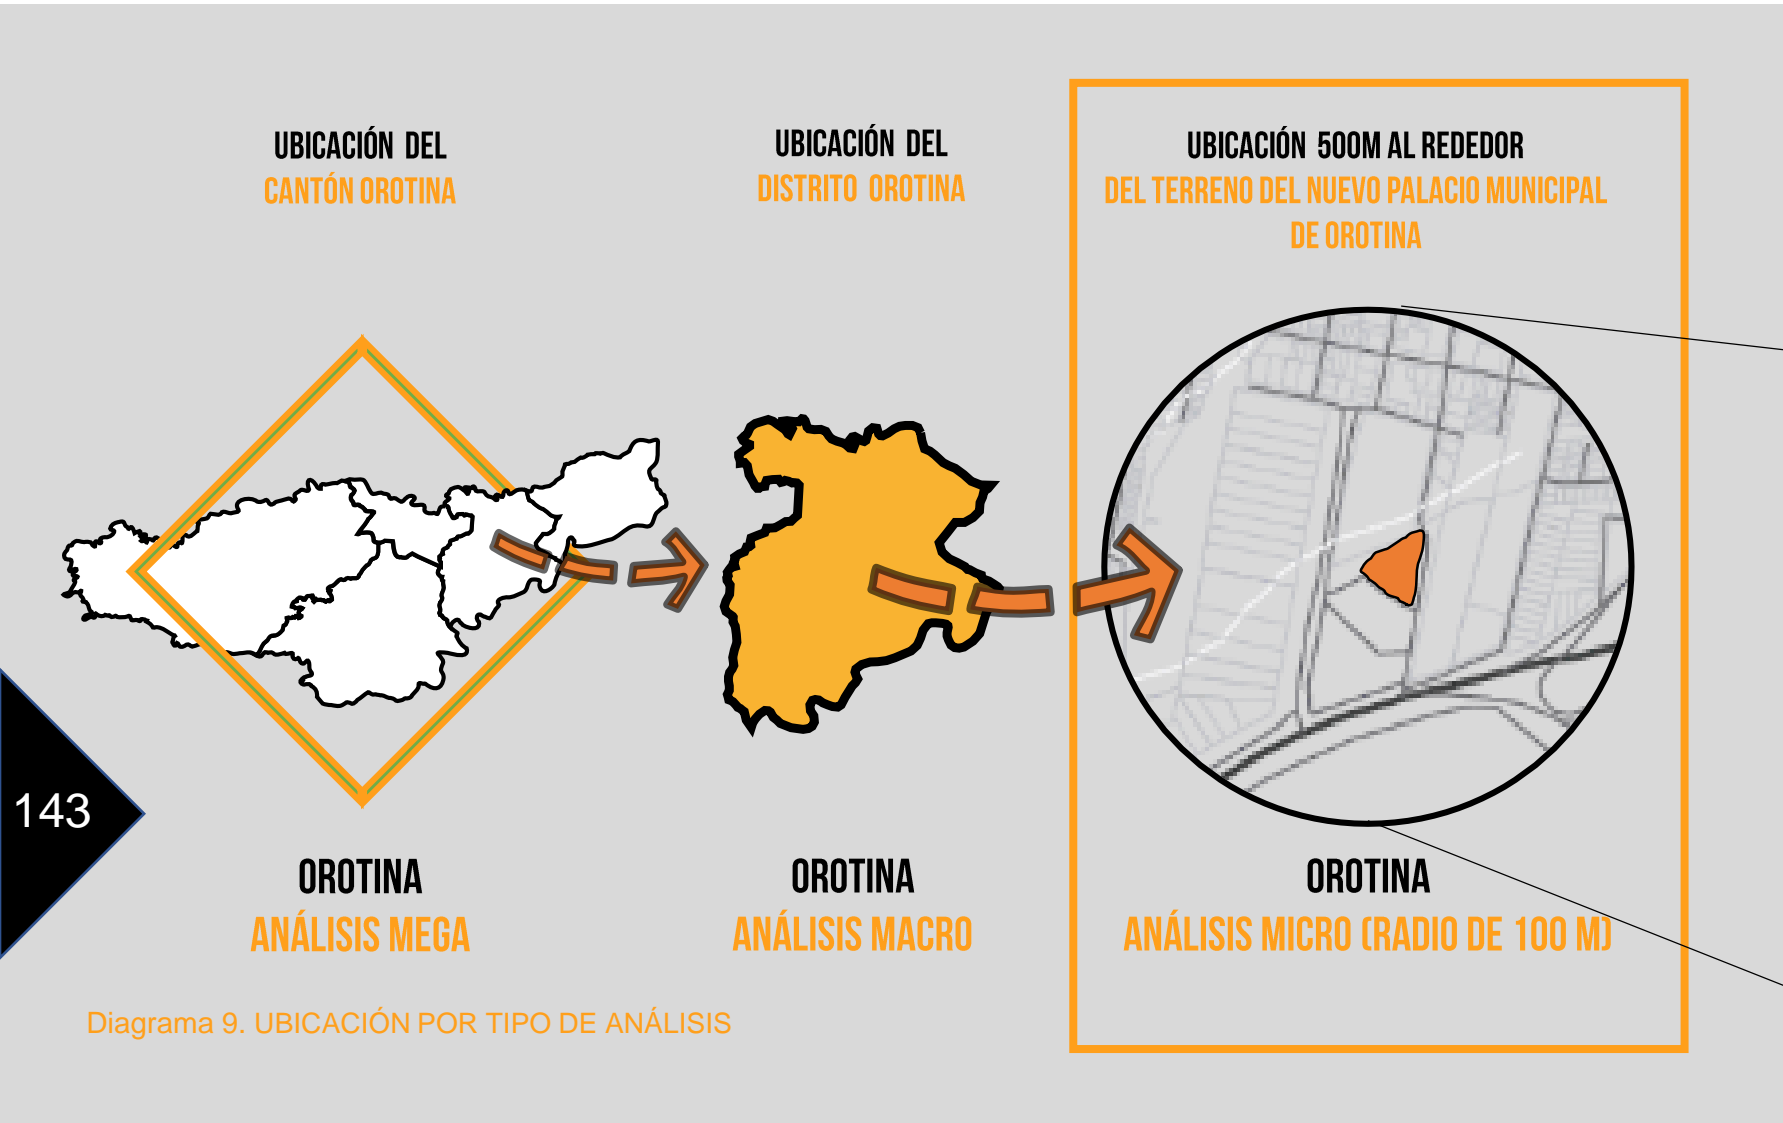 UBICACIÓN DEL
CANTÓN OROTINA
UBICACIÓN DEL
DISTRITO OROTINA
UBICACIÓN 500M AL REDEDOR
DEL TERRENO DEL NUEVO PALACIO MUNICIPAL
DE OROTINA
143
OROTINA
ANÁLISIS MEGA
OROTINA
ANÁLISIS MACRO
OROTINA
ANÁLISIS MICRO (RADIO DE 100 M)
Diagrama 9. UBICACIÓN POR TIPO DE ANÁLISIS